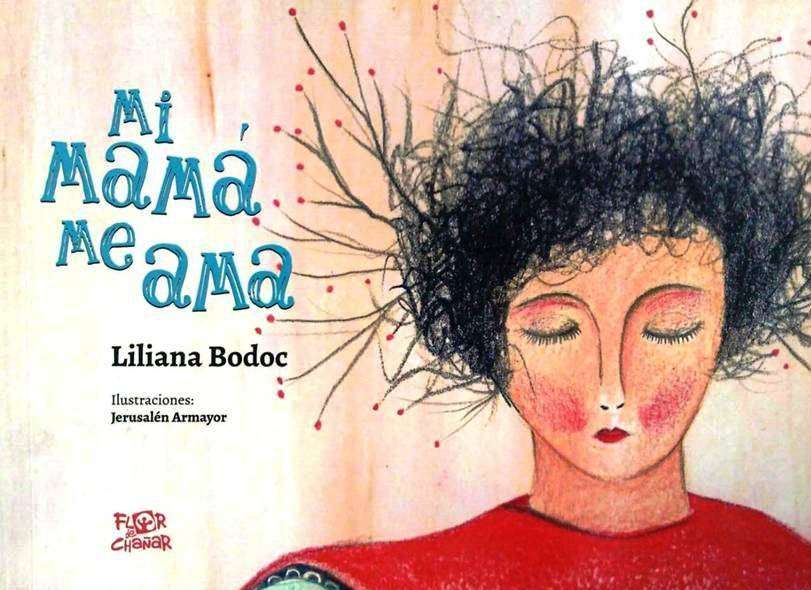 Mi
Mamá
Me
ama
Liliana Bodoc
Ilustraciones:
Jerusalén Armayor
FLOR
de
CHAÑAR